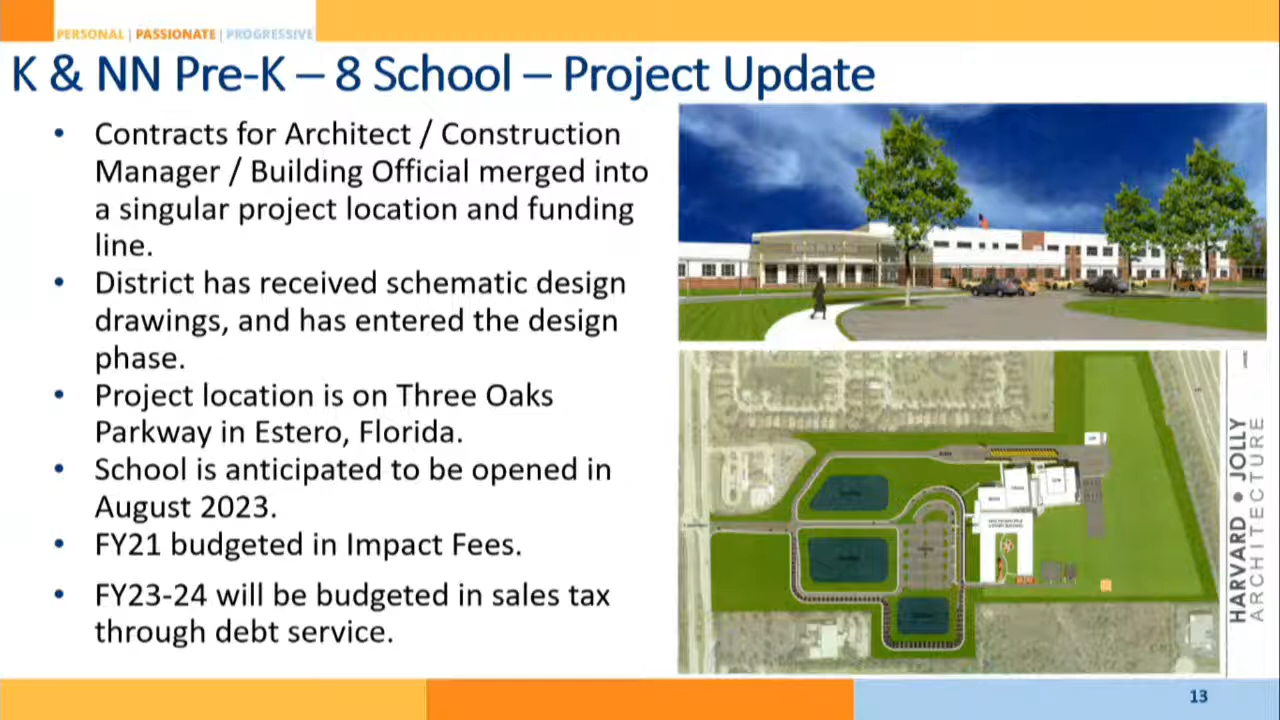 PERSONAL | PASSIONATE | PROGRESSIVE
K & NN Pre-K – 8 School – Project Update
• Contracts for Architect / Construction
Manager / Building Official merged into
a singular project location and funding
line.
• District has received schematic design
drawings, and has entered the design
phase.
• Project location is on Three Oaks
Parkway in Estero, Florida.
• School is anticipated to be opened in
August 2023.
• FY21 budgeted in Impact Fees.
• FY23-24 will be budgeted in sales tax
through debt service.
HARVARD • JOLLY
ARCHITECTURE
13